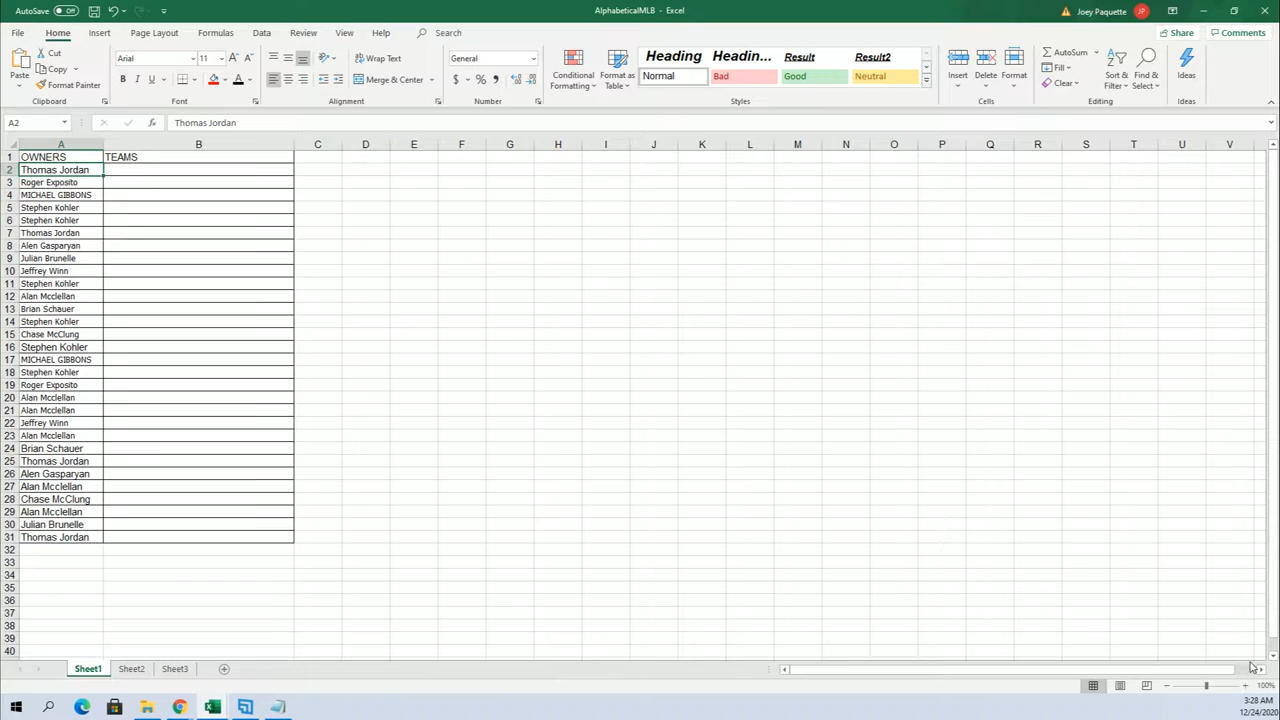 AutoSave Off AlphabeticalMLB - Excel Joey Paquette JP
File Home Insert Page Layout Formulas Data Review View Help Search Share Comments
Paste Cut Copy Format Painter Clipboard
Arial 11 A A B I U A Font
Wrap Text Merge & Center Alignment
General $ % , Number
Conditional Formatting Format as Table
Heading Headin... Result Result2
Normal Bad Good Neutral
Styles
Insert Delete Format Cells
AutoSum Fill Clear Sort & Filter Find & Select Editing
Ideas Ideas
A2 fx Thomas Jordan
A B C D E F G H I J K L M N O P Q R S T U V
1 OWNERS TEAMS
2 Thomas Jordan
3 Roger Exposito
4 MICHAEL GIBBONS
5 Stephen Kohler
6 Stephen Kohler
7 Thomas Jordan
8 Alen Gasparyan
9 Julian Brunelle
10 Jeffrey Winn
11 Stephen Kohler
12 Alan Mcclellan
13 Brian Schauer
14 Stephen Kohler
15 Chase McClung
16 Stephen Kohler
17 MICHAEL GIBBONS
18 Stephen Kohler
19 Roger Exposito
20 Alan Mcclellan
21 Alan Mcclellan
22 Jeffrey Winn
23 Alan Mcclellan
24 Brian Schauer
25 Thomas Jordan
26 Alen Gasparyan
27 Alan Mcclellan
28 Chase McClung
29 Alan Mcclellan
30 Julian Brunelle
31 Thomas Jordan
32
33
34
35
36
37
38
39
40
Sheet1 Sheet2 Sheet3
100%
3:28 AM
12/24/2020